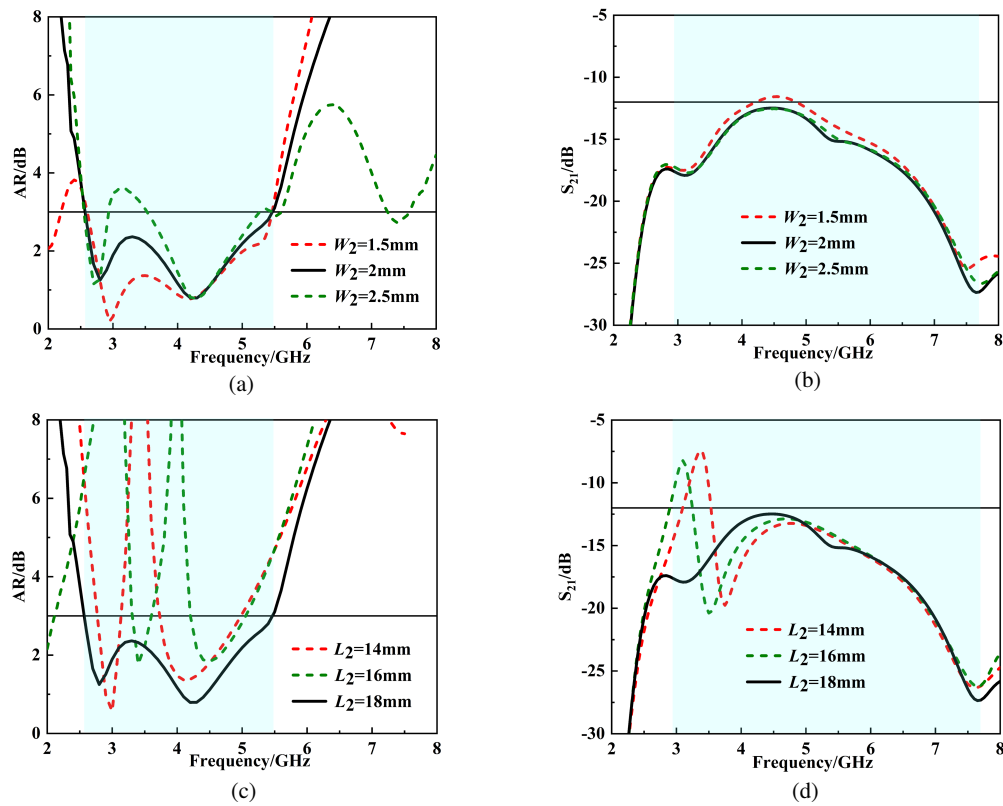 8
6
4
2
0
AR/dB
W2=1.5mm
W2=2mm
W2=2.5mm
2 3 4 5 6 7 8
Frequency/GHz
(a)
-5
-10
-15
-20
-25
-30
S21/dB
W2=1.5mm
W2=2mm
W2=2.5mm
2 3 4 5 6 7 8
Frequency/GHz
(b)
8
6
4
2
0
AR/dB
L2=14mm
L2=16mm
L2=18mm
2 3 4 5 6 7 8
Frequency/GHz
(c)
-5
-10
-15
-20
-25
-30
S21/dB
L2=14mm
L2=16mm
L2=18mm
2 3 4 5 6 7 8
Frequency/GHz
(d)